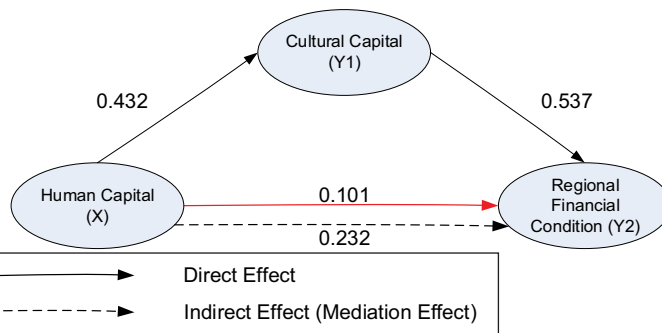 Cultural Capital
(Y1)
0.432
0.537
Human Capital
(X)
0.101
0.232
Regional
Financial
Condition (Y2)
Direct Effect
Indirect Effect (Mediation Effect)